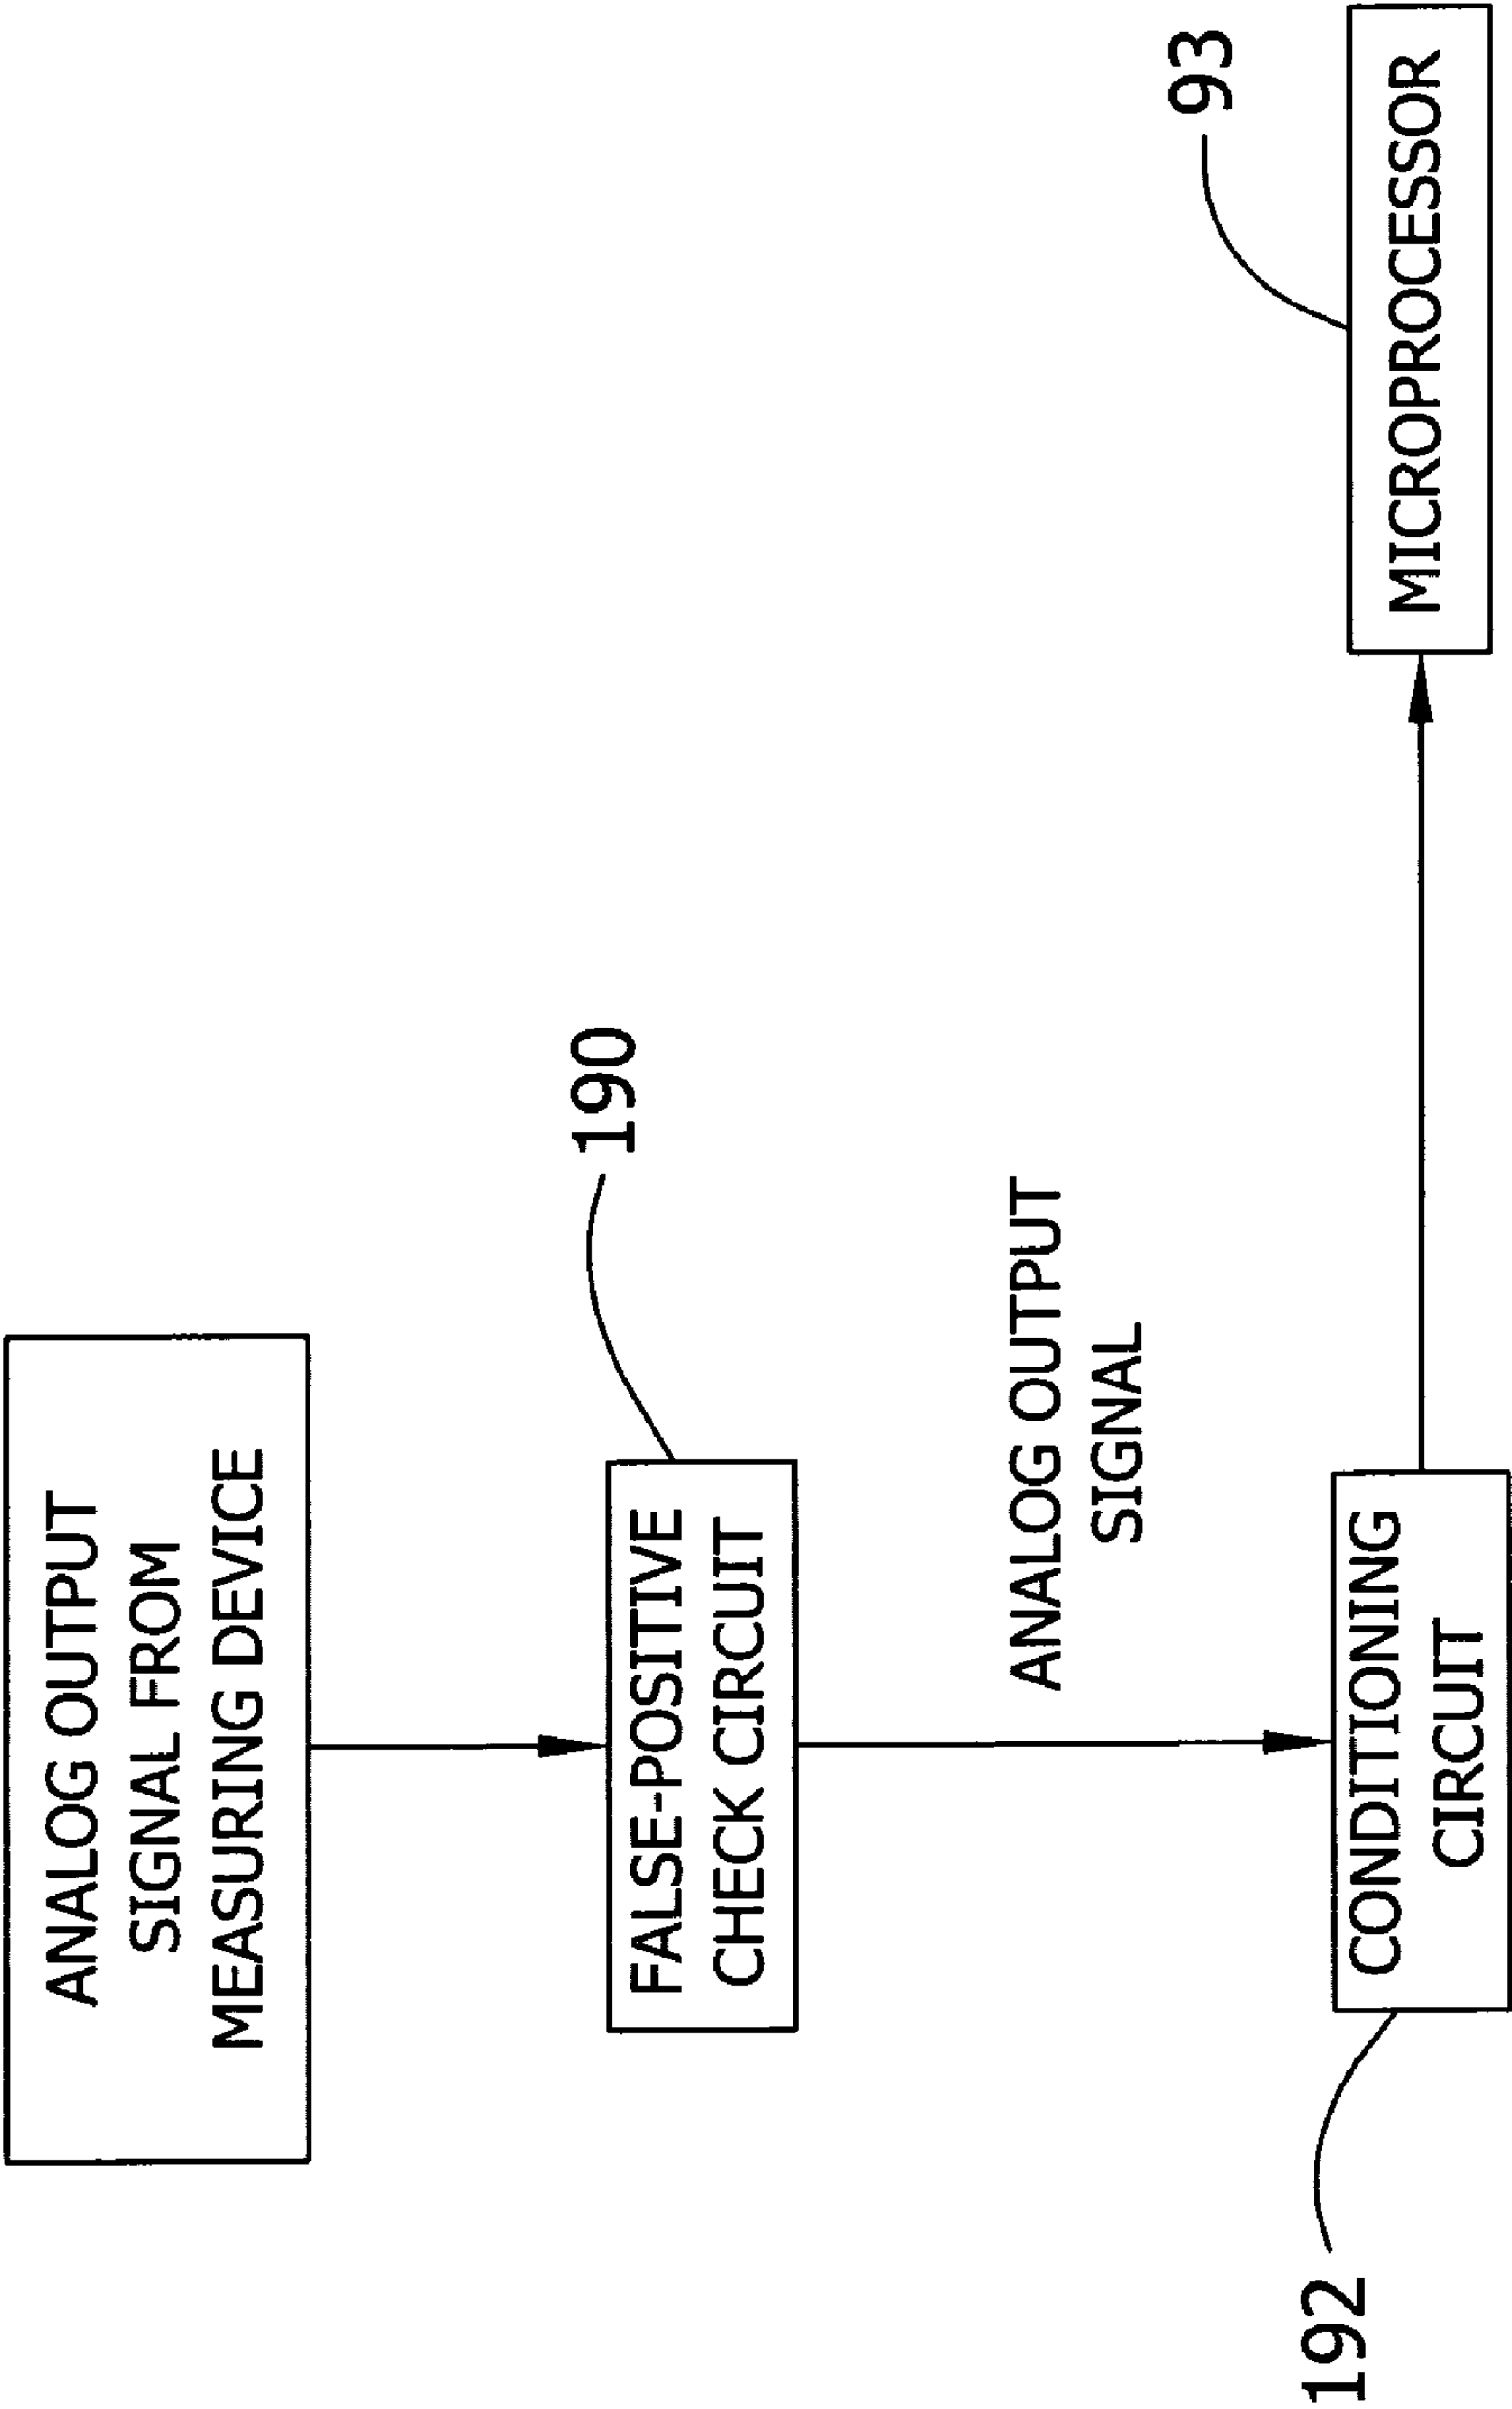 ANALOG OUTPUT
SIGNAL FROM
MEASURING DEVICE
190
FALSE-POSITIVE
CHECK CIRCUIT
ANALOG OUTPUT
SIGNAL
192
CONDITIONING
CIRCUIT
93
MICROPROCESSOR